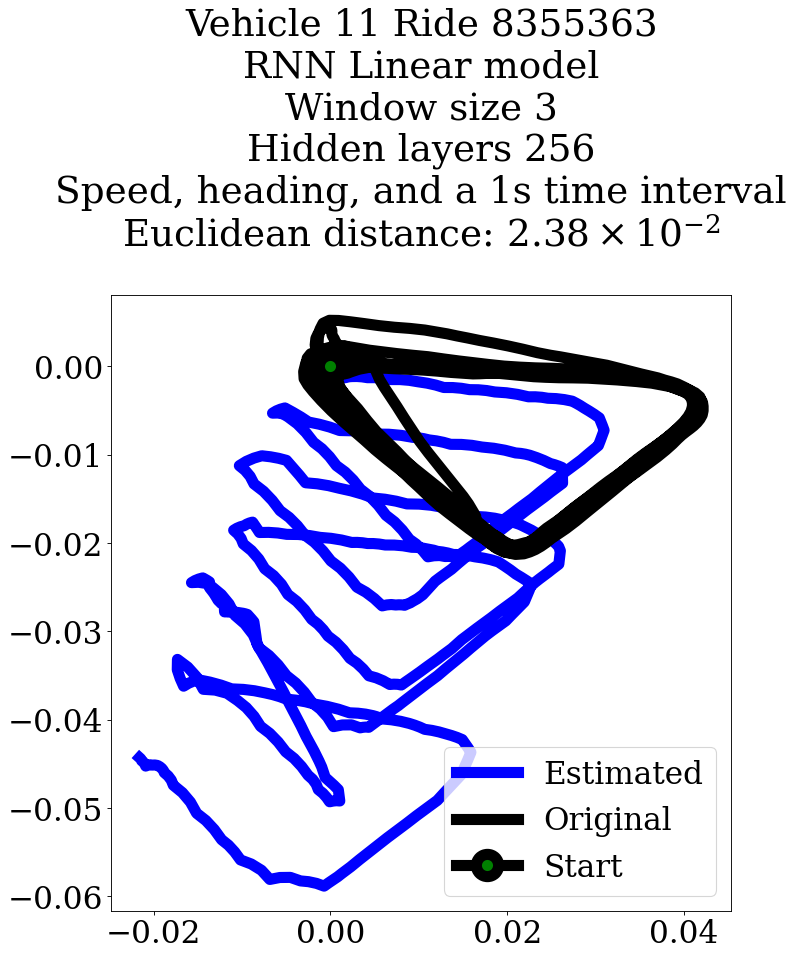 Vehicle 11 Ride 8355363
RNN Linear model
Window size 3
Hidden layers 256
Speed, heading, and a 1s time interval
Euclidean distance: 2.38 × 10⁻²
0.00
−0.01
−0.02
−0.03
−0.04
−0.05
−0.06
Estimated
Original
Start
−0.02 0.00 0.02 0.04